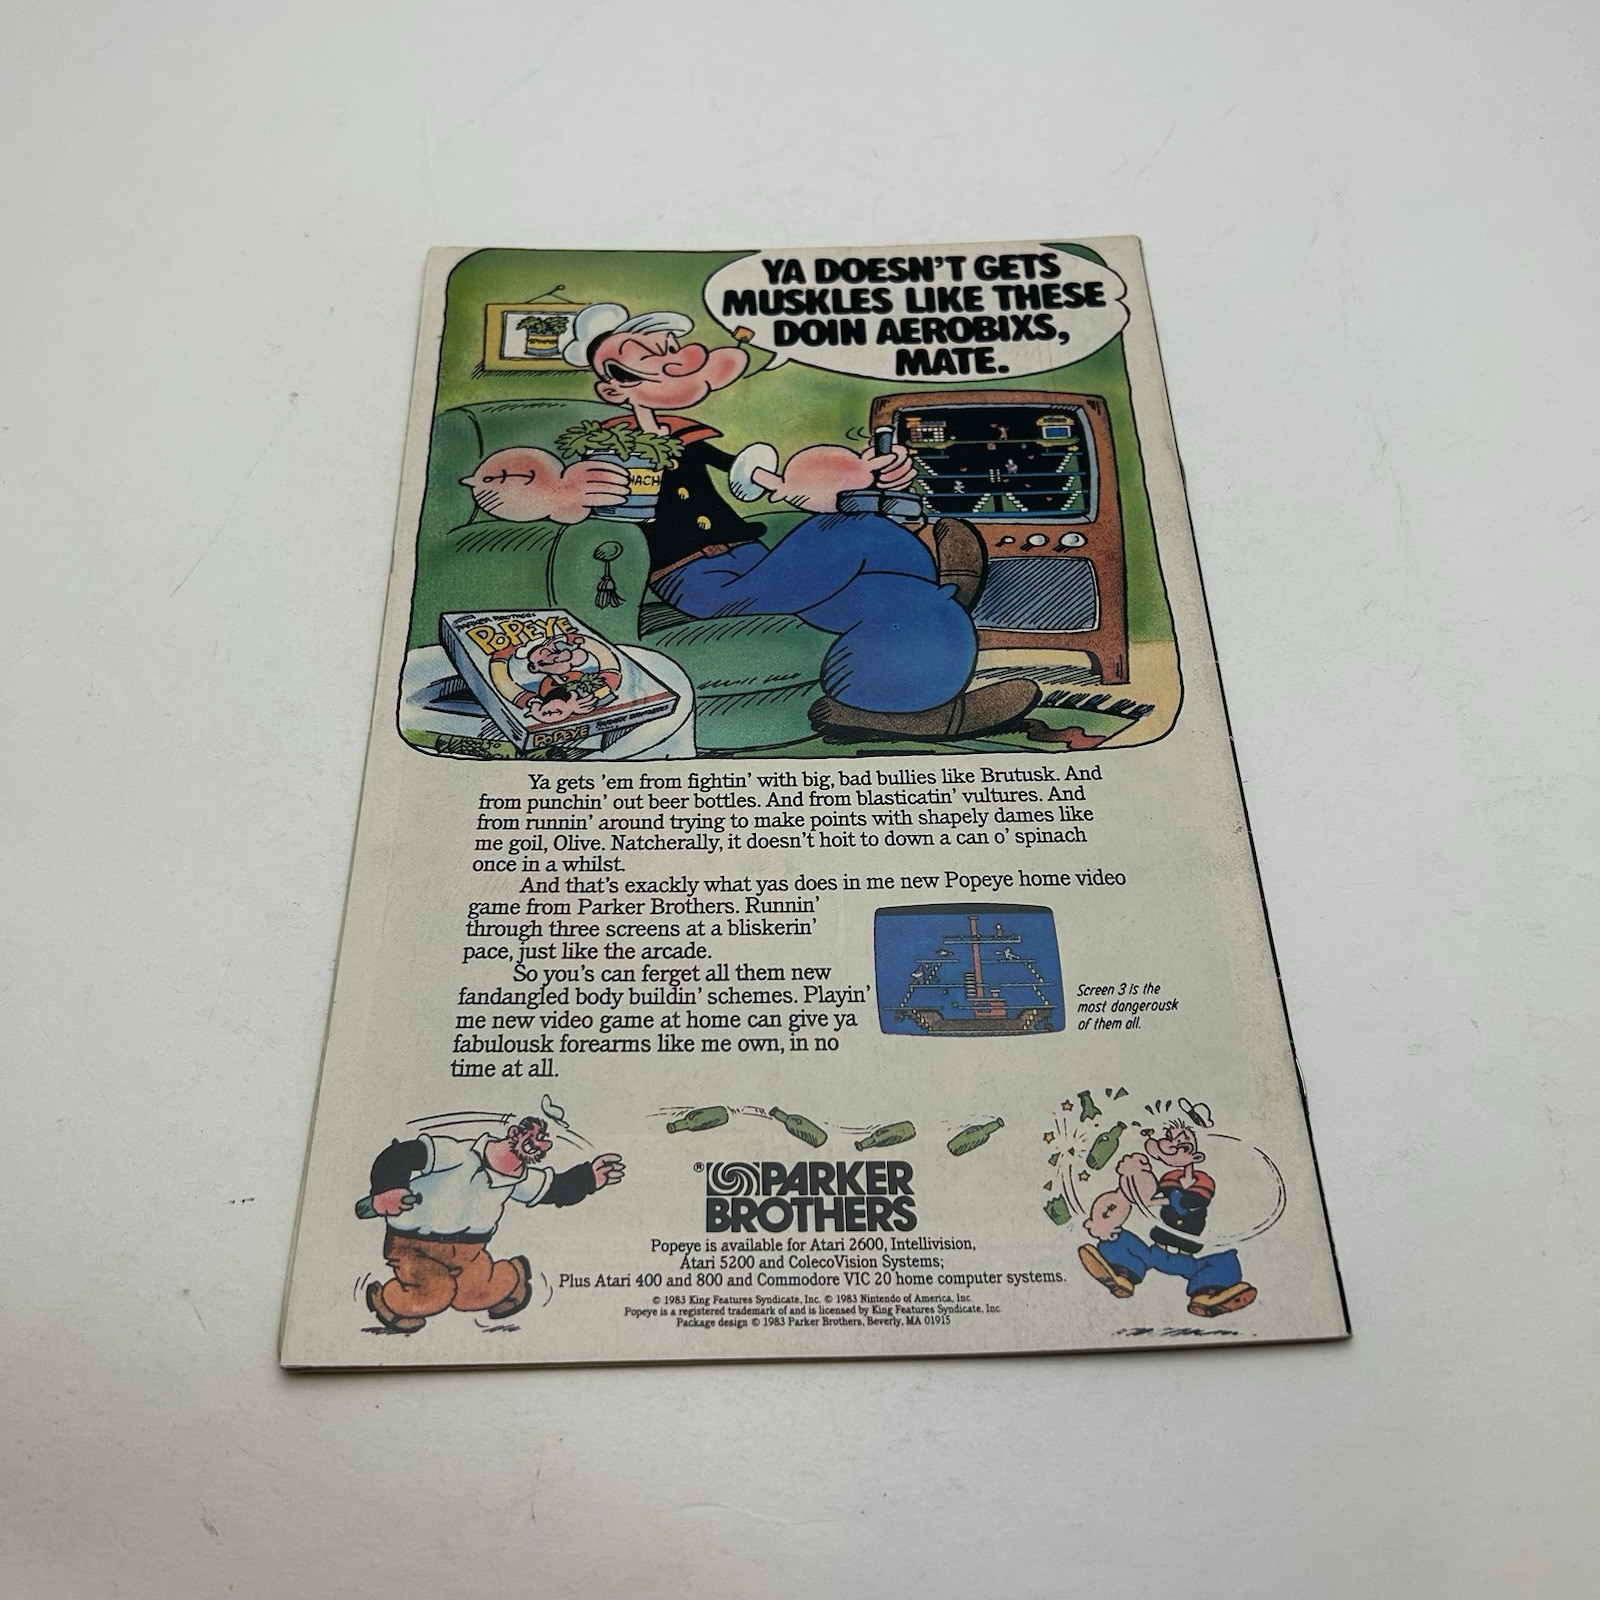 YA DOESN'T GETS
MUSKLES LIKE THESE
DOIN AEROBIXS,
MATE.
NACH
PARKER BROTHERS
POPEYE
POPEYE
PARKER BROTHERS
Ya gets 'em from fightin' with big, bad bullies like Brutusk. And
from punchin' out beer bottles. And from blasticatin' vultures. And
from runnin' around trying to make points with shapely dames like
me goil, Olive. Natcherally, it doesn't hoit to down a can o' spinach
once in a whilst.
And that's exackly what yas does in me new Popeye home video
game from Parker Brothers. Runnin'
through three screens at a bliskerin'
pace, just like the arcade.
So you's can ferget all them new
fandangled body buildin' schemes. Playin'
me new video game at home can give ya
fabulousk forearms like me own, in no
time at all.
Screen 3 is the
most dangerousk
of them all.
® PARKER
BROTHERS
Popeye is available for Atari 2600, Intellivision,
Atari 5200 and ColecoVision Systems;
Plus Atari 400 and 800 and Commodore VIC 20 home computer systems.
© 1983 King Features Syndicate, Inc. © 1983 Nintendo of America, Inc.
Popeye is a registered trademark of and is licensed by King Features Syndicate, Inc.
Package design © 1983 Parker Brothers, Beverly, MA 01915